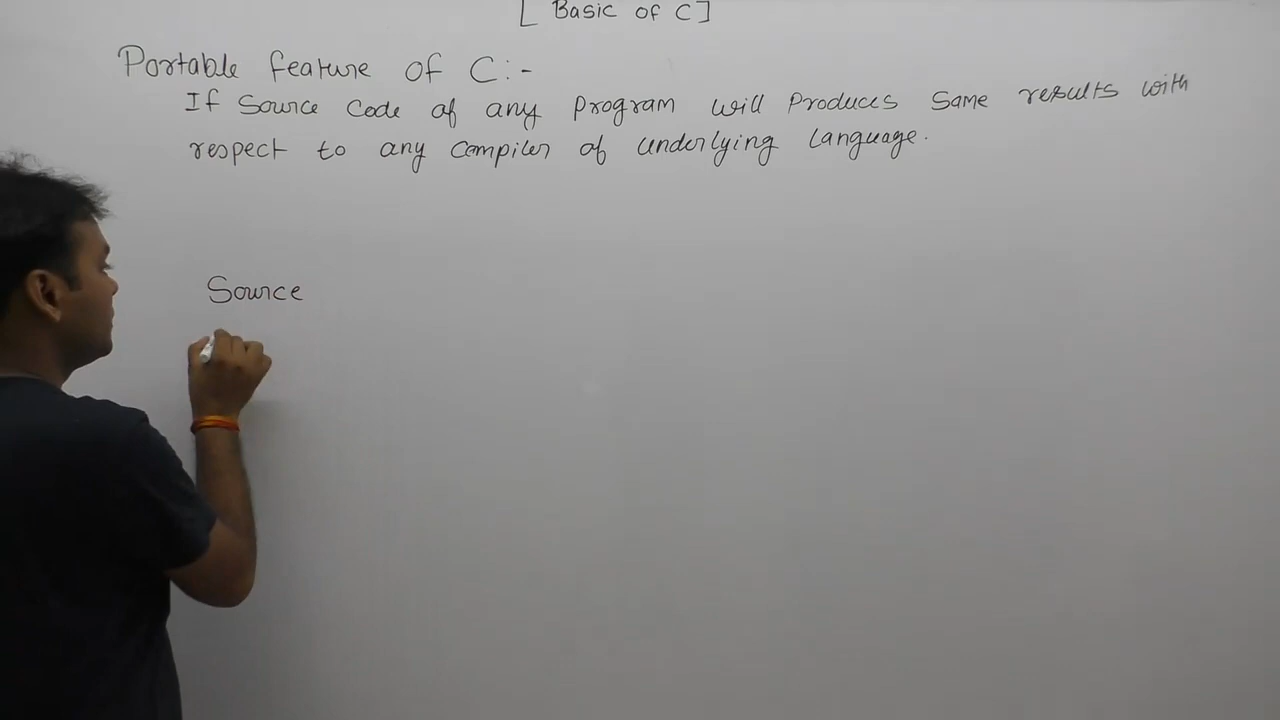 [ Basic of C ]
Portable feature of C:-
If Source Code of any program will produces same results with
respect to any compiler of underlying language.
Source